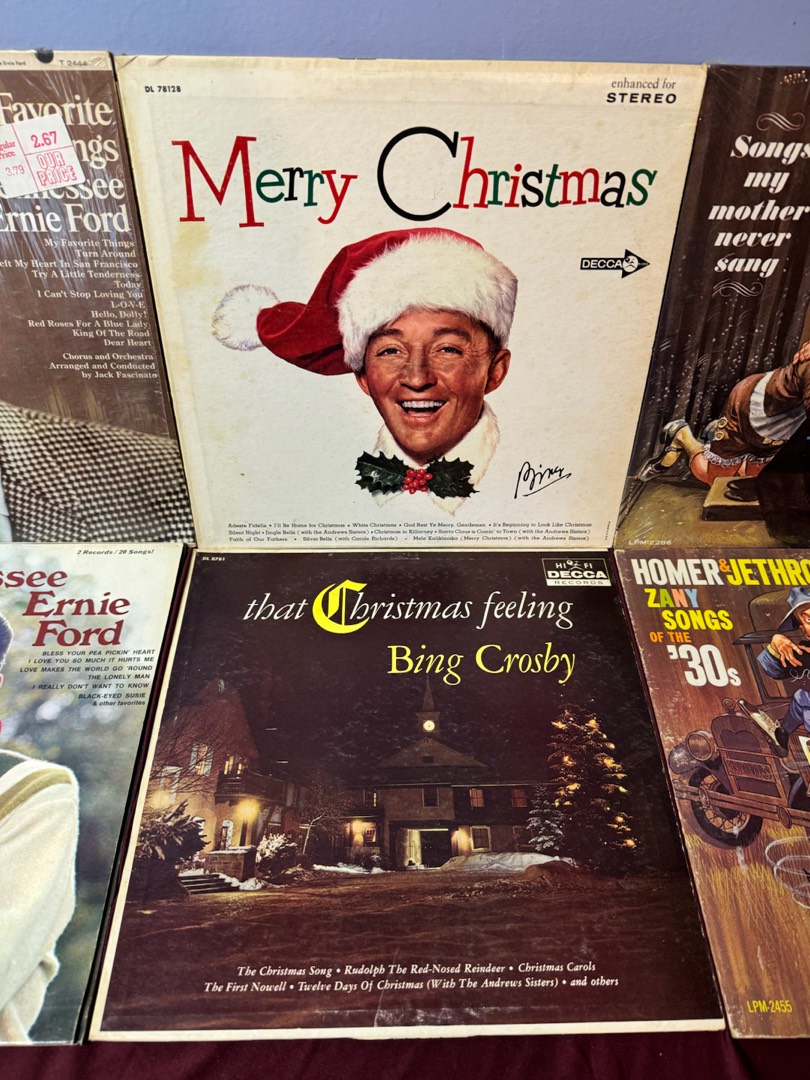 T 2444
Favorite
ngs
nnessee
Ernie Ford
2.67
3.79
OUR
PRICE
My Favorite Things
Turn Around
eft My Heart In San Francisco
Try A Little Tenderness
Today
I Can't Stop Loving You
L-O-V-E
Hello, Dolly!
Red Roses For A Blue Lady
King Of The Road
Dear Heart
Chorus and Orchestra
Arranged and Conducted
by Jack Fascinato
DL 78128
enhanced for
STEREO
Merry Christmas
DECCA
Bing
Adeste Fidelis • I'll Be Home for Christmas • White Christmas • God Rest Ye Merry, Gentlemen • It's Beginning to Look Like Christmas
Silent Night • Jingle Bells (with the Andrews Sisters) • Christmas in Killarney • Santa Claus is Comin' to Town (with the Andrews Sisters)
Faith of Our Fathers • Silver Bells (with Carole Richards) • Mele Kalikimaka (Merry Christmas) (with the Andrews Sisters)
Songs
my
mother
never
sang
LPM-2286
2 Records/20 Songs!
ssee
Ernie
Ford
BLESS YOUR PEA PICKIN' HEART
I LOVE YOU SO MUCH IT HURTS ME
LOVE MAKES THE WORLD GO 'ROUND
THE LONELY MAN
I REALLY DON'T WANT TO KNOW
BLACK-EYED SUSIE
& other favorites
DL 8781
HI FI
DECCA
RECORDS
that Christmas feeling
Bing Crosby
The Christmas Song • Rudolph The Red-Nosed Reindeer • Christmas Carols
The First Nowell • Twelve Days Of Christmas (With The Andrews Sisters) • and others
HOMER & JETHRO
ZANY
SONGS
OF THE
'30s
LPM-2455